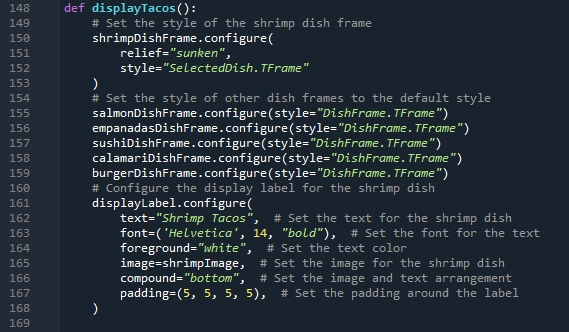 148 def displayTacos():
149     # Set the style of the shrimp dish frame
150     shrimpDishFrame.configure(
151         relief="sunken",
152         style="SelectedDish.TFrame"
153     )
154     # Set the style of other dish frames to the default style
155     salmonDishFrame.configure(style="DishFrame.TFrame")
156     empanadasDishFrame.configure(style="DishFrame.TFrame")
157     sushiDishFrame.configure(style="DishFrame.TFrame")
158     calamariDishFrame.configure(style="DishFrame.TFrame")
159     burgerDishFrame.configure(style="DishFrame.TFrame")
160     # Configure the display label for the shrimp dish
161     displayLabel.configure(
162         text="Shrimp Tacos",  # Set the text for the shrimp dish
163         font=('Helvetica', 14, "bold"),  # Set the font for the text
164         foreground="white",  # Set the text color
165         image=shrimpImage,  # Set the image for the shrimp dish
166         compound="bottom",  # Set the image and text arrangement
167         padding=(5, 5, 5, 5),  # Set the padding around the label
168     )
169